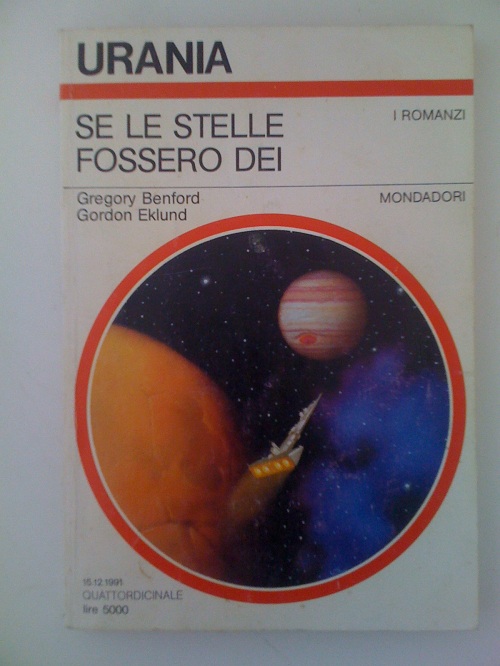 URANIA
I ROMANZI
SE LE STELLE
FOSSERO DEI
Gregory Benford
Gordon Eklund
MONDADORI
15.12.1991
QUATTORDICINALE
lire 5000